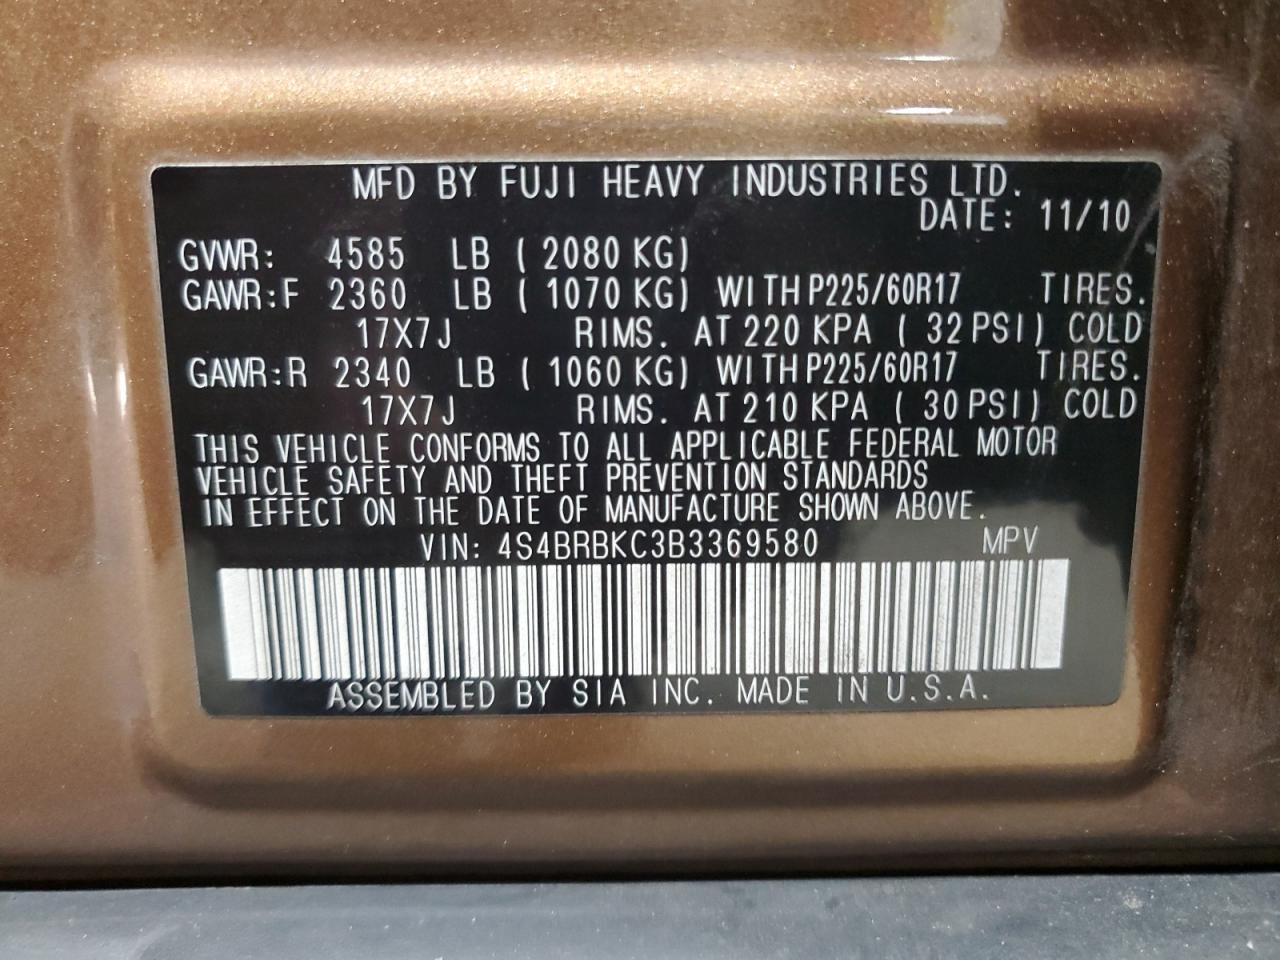 MFD BY FUJI HEAVY INDUSTRIES LTD.
DATE: 11/10
GVWR: 4585 LB ( 2080 KG)
GAWR:F 2360 LB ( 1070 KG) WITH P225/60R17 TIRES.
17X7J RIMS. AT 220 KPA ( 32 PSI) COLD
GAWR:R 2340 LB ( 1060 KG) WITH P225/60R17 TIRES.
17X7J RIMS. AT 210 KPA ( 30 PSI) COLD
THIS VEHICLE CONFORMS TO ALL APPLICABLE FEDERAL MOTOR
VEHICLE SAFETY AND THEFT PREVENTION STANDARDS
IN EFFECT ON THE DATE OF MANUFACTURE SHOWN ABOVE.
VIN: 4S4BRBKC3B3369580 MPV
ASSEMBLED BY SIA INC. MADE IN U.S.A.